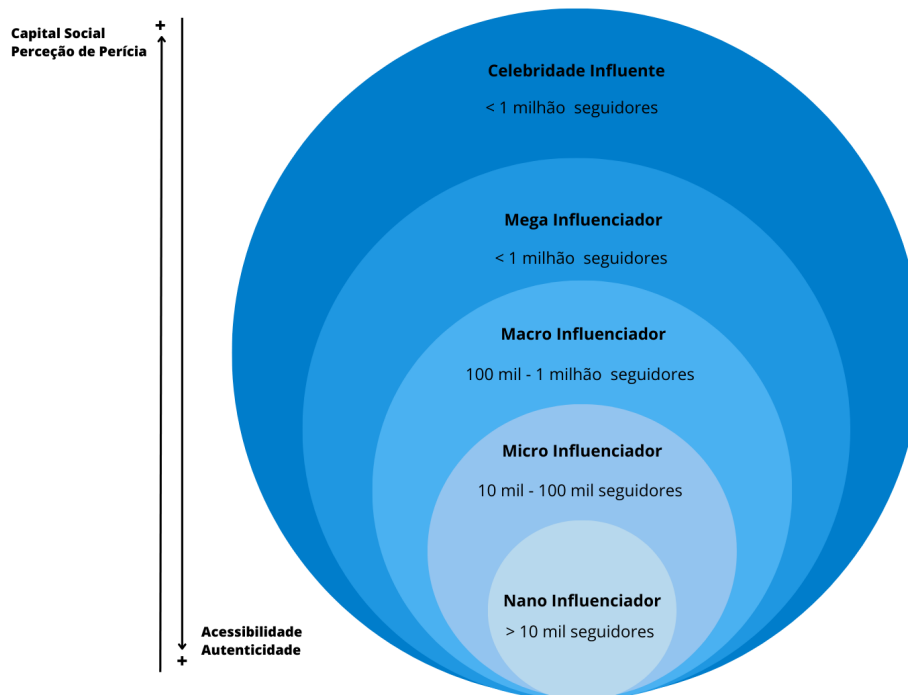 +
Capital Social
Perceção de Perícia
Celebridade Influente
< 1 milhão seguidores
Mega Influenciador
< 1 milhão seguidores
Macro Influenciador
100 mil - 1 milhão seguidores
Micro Influenciador
10 mil - 100 mil seguidores
Nano Influenciador
> 10 mil seguidores
Acessibilidade
Autenticidade
+